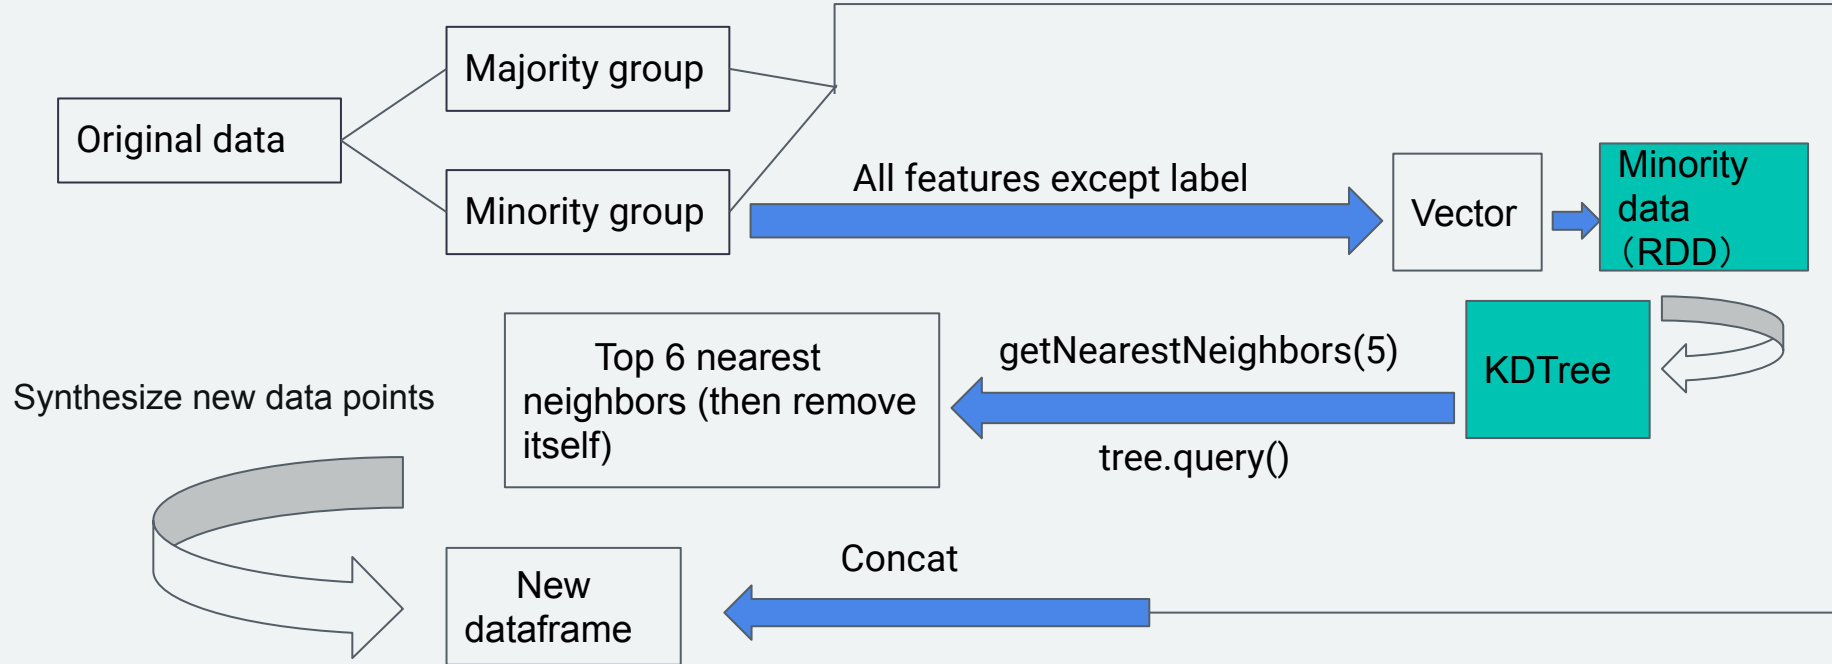 Majority group
Original data
Minority group
All features except label
Vector
Minority
data
（RDD）
KDTree
getNearestNeighbors(5)
tree.query()
Top 6 nearest
neighbors (then remove
itself)
Synthesize new data points
New
dataframe
Concat